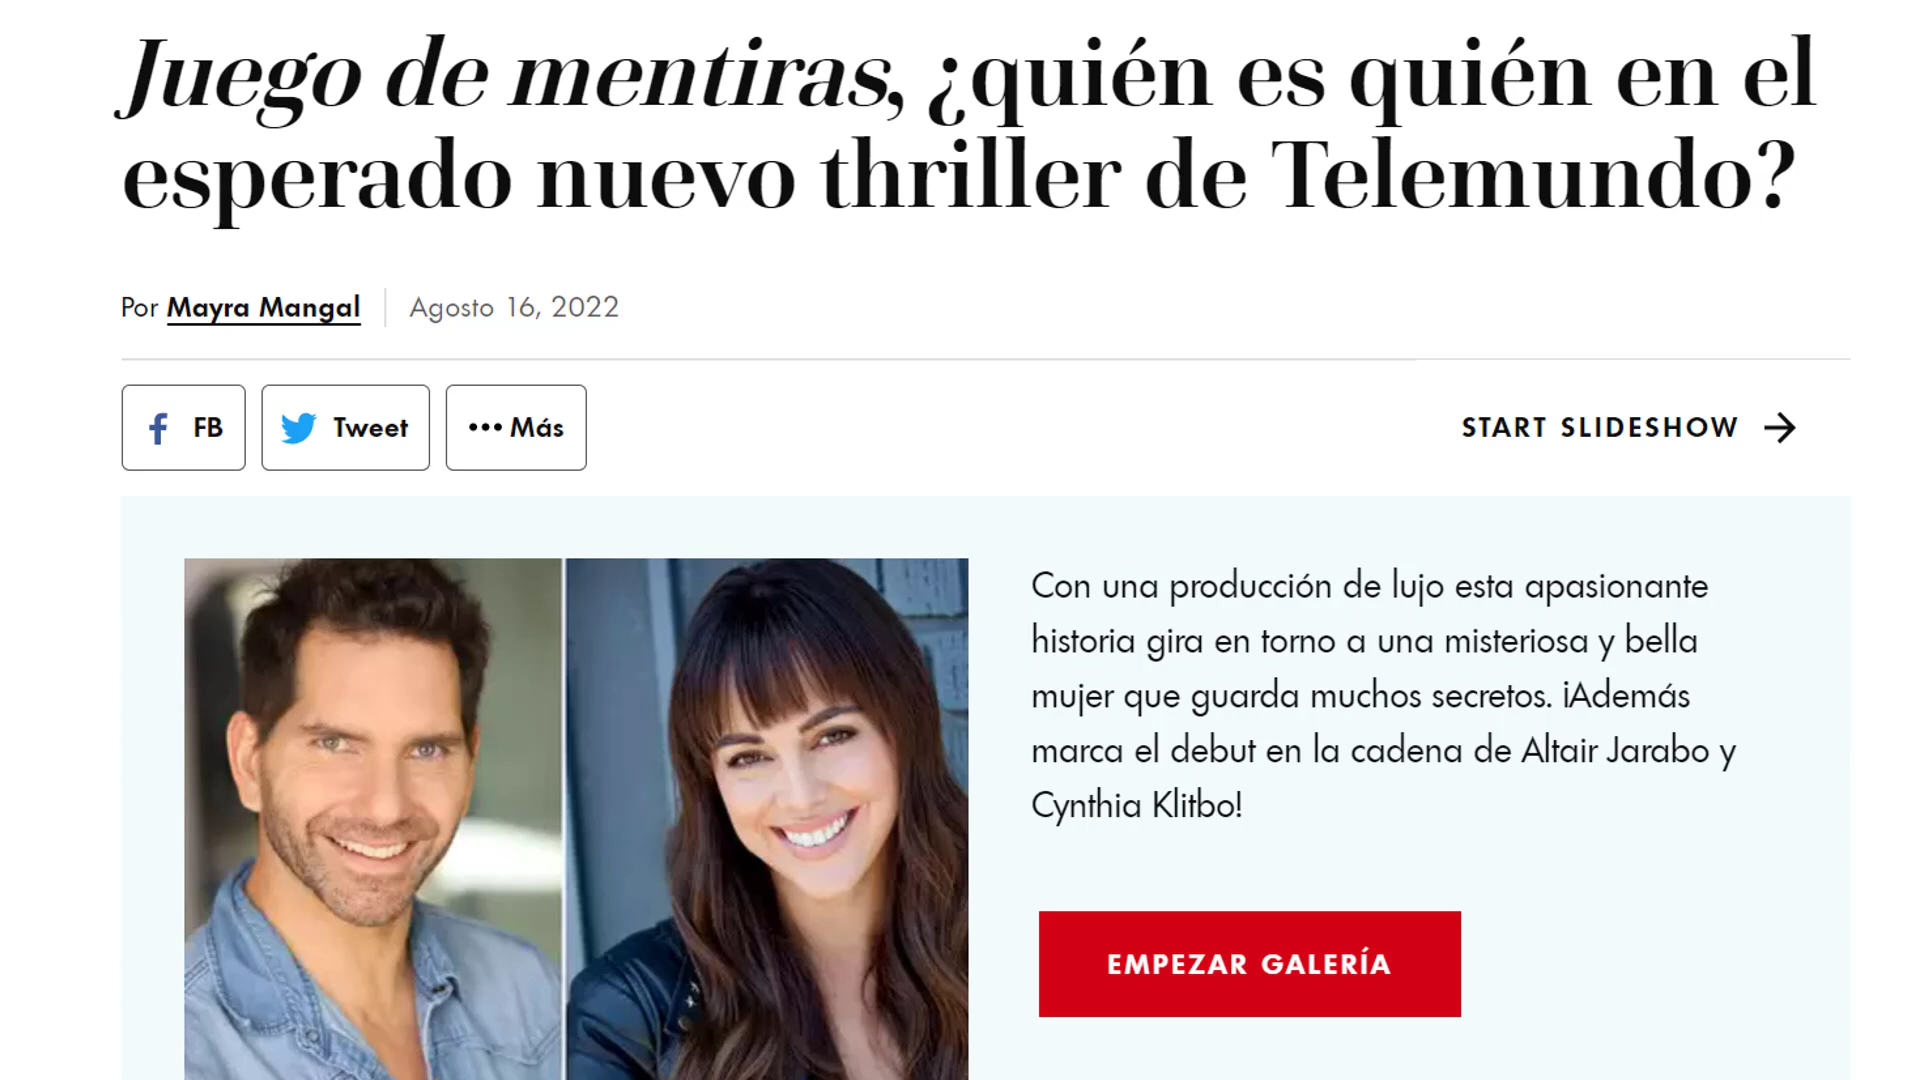 Juego de mentiras, ¿quién es quién en el
esperado nuevo thriller de Telemundo?
Por Mayra Mangal
Agosto 16, 2022
FB
Tweet
••• Más
START SLIDESHOW
Con una producción de lujo esta apasionante
historia gira en torno a una misteriosa y bella
mujer que guarda muchos secretos. ¡Además
marca el debut en la cadena de Altair Jarabo y
Cynthia Klitbo!
EMPEZAR GALERÍA